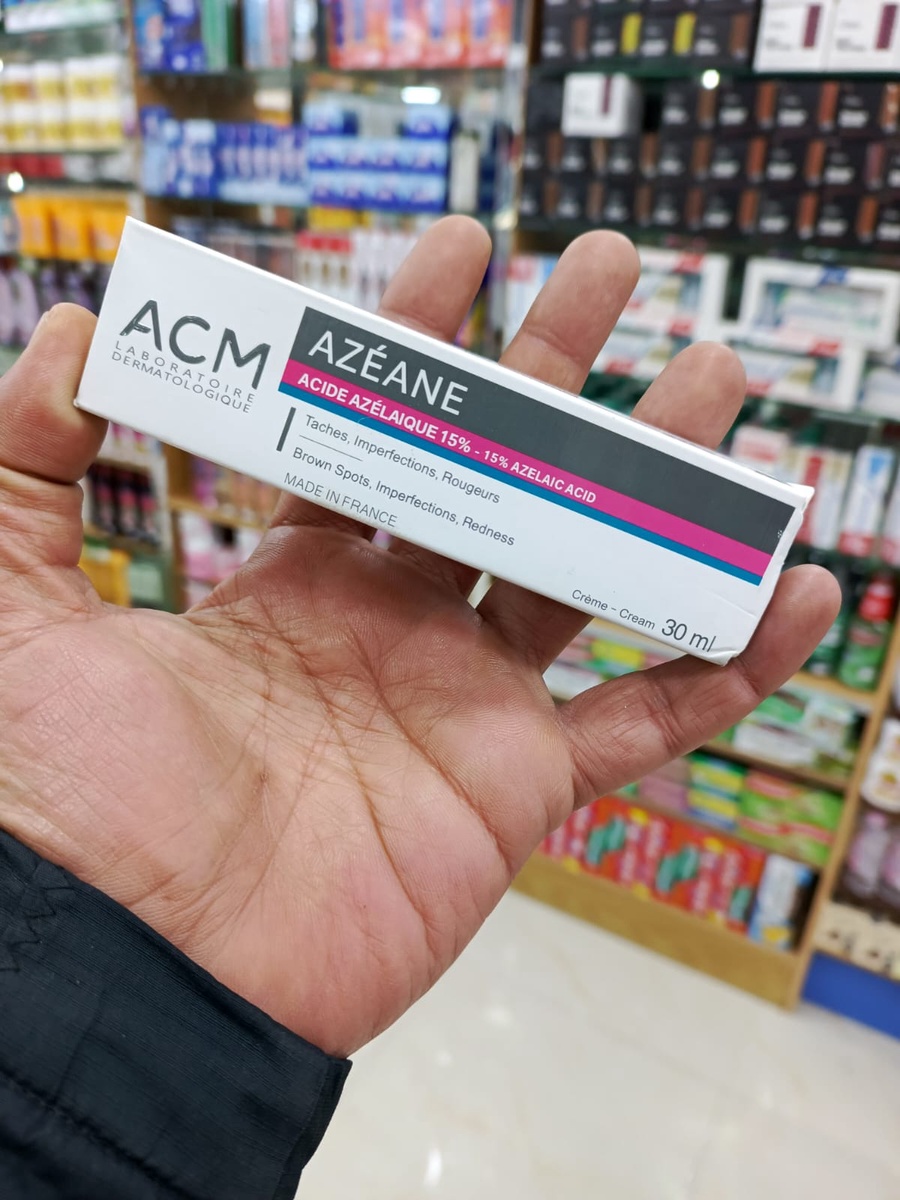 ACM
LABORATOIRE
DERMATOLOGIQUE
AZÉANE
ACIDE AZÉLAIQUE 15% - 15% AZELAIC ACID
Taches, Imperfections, Rougeurs
Brown Spots, Imperfections, Redness
MADE IN FRANCE
Crème - Cream 30 ml